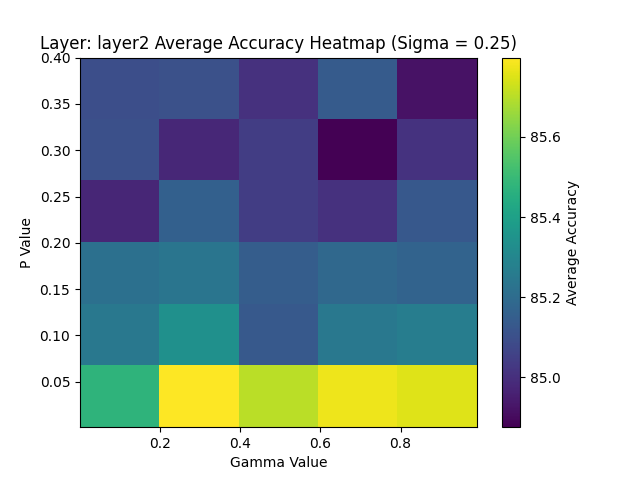 Layer: layer2 Average Accuracy Heatmap (Sigma = 0.25)
0.40
0.35
0.30
0.25
0.20
0.15
0.10
0.05
P Value
0.2 0.4 0.6 0.8
Gamma Value
85.6
85.4
85.2
85.0
Average Accuracy